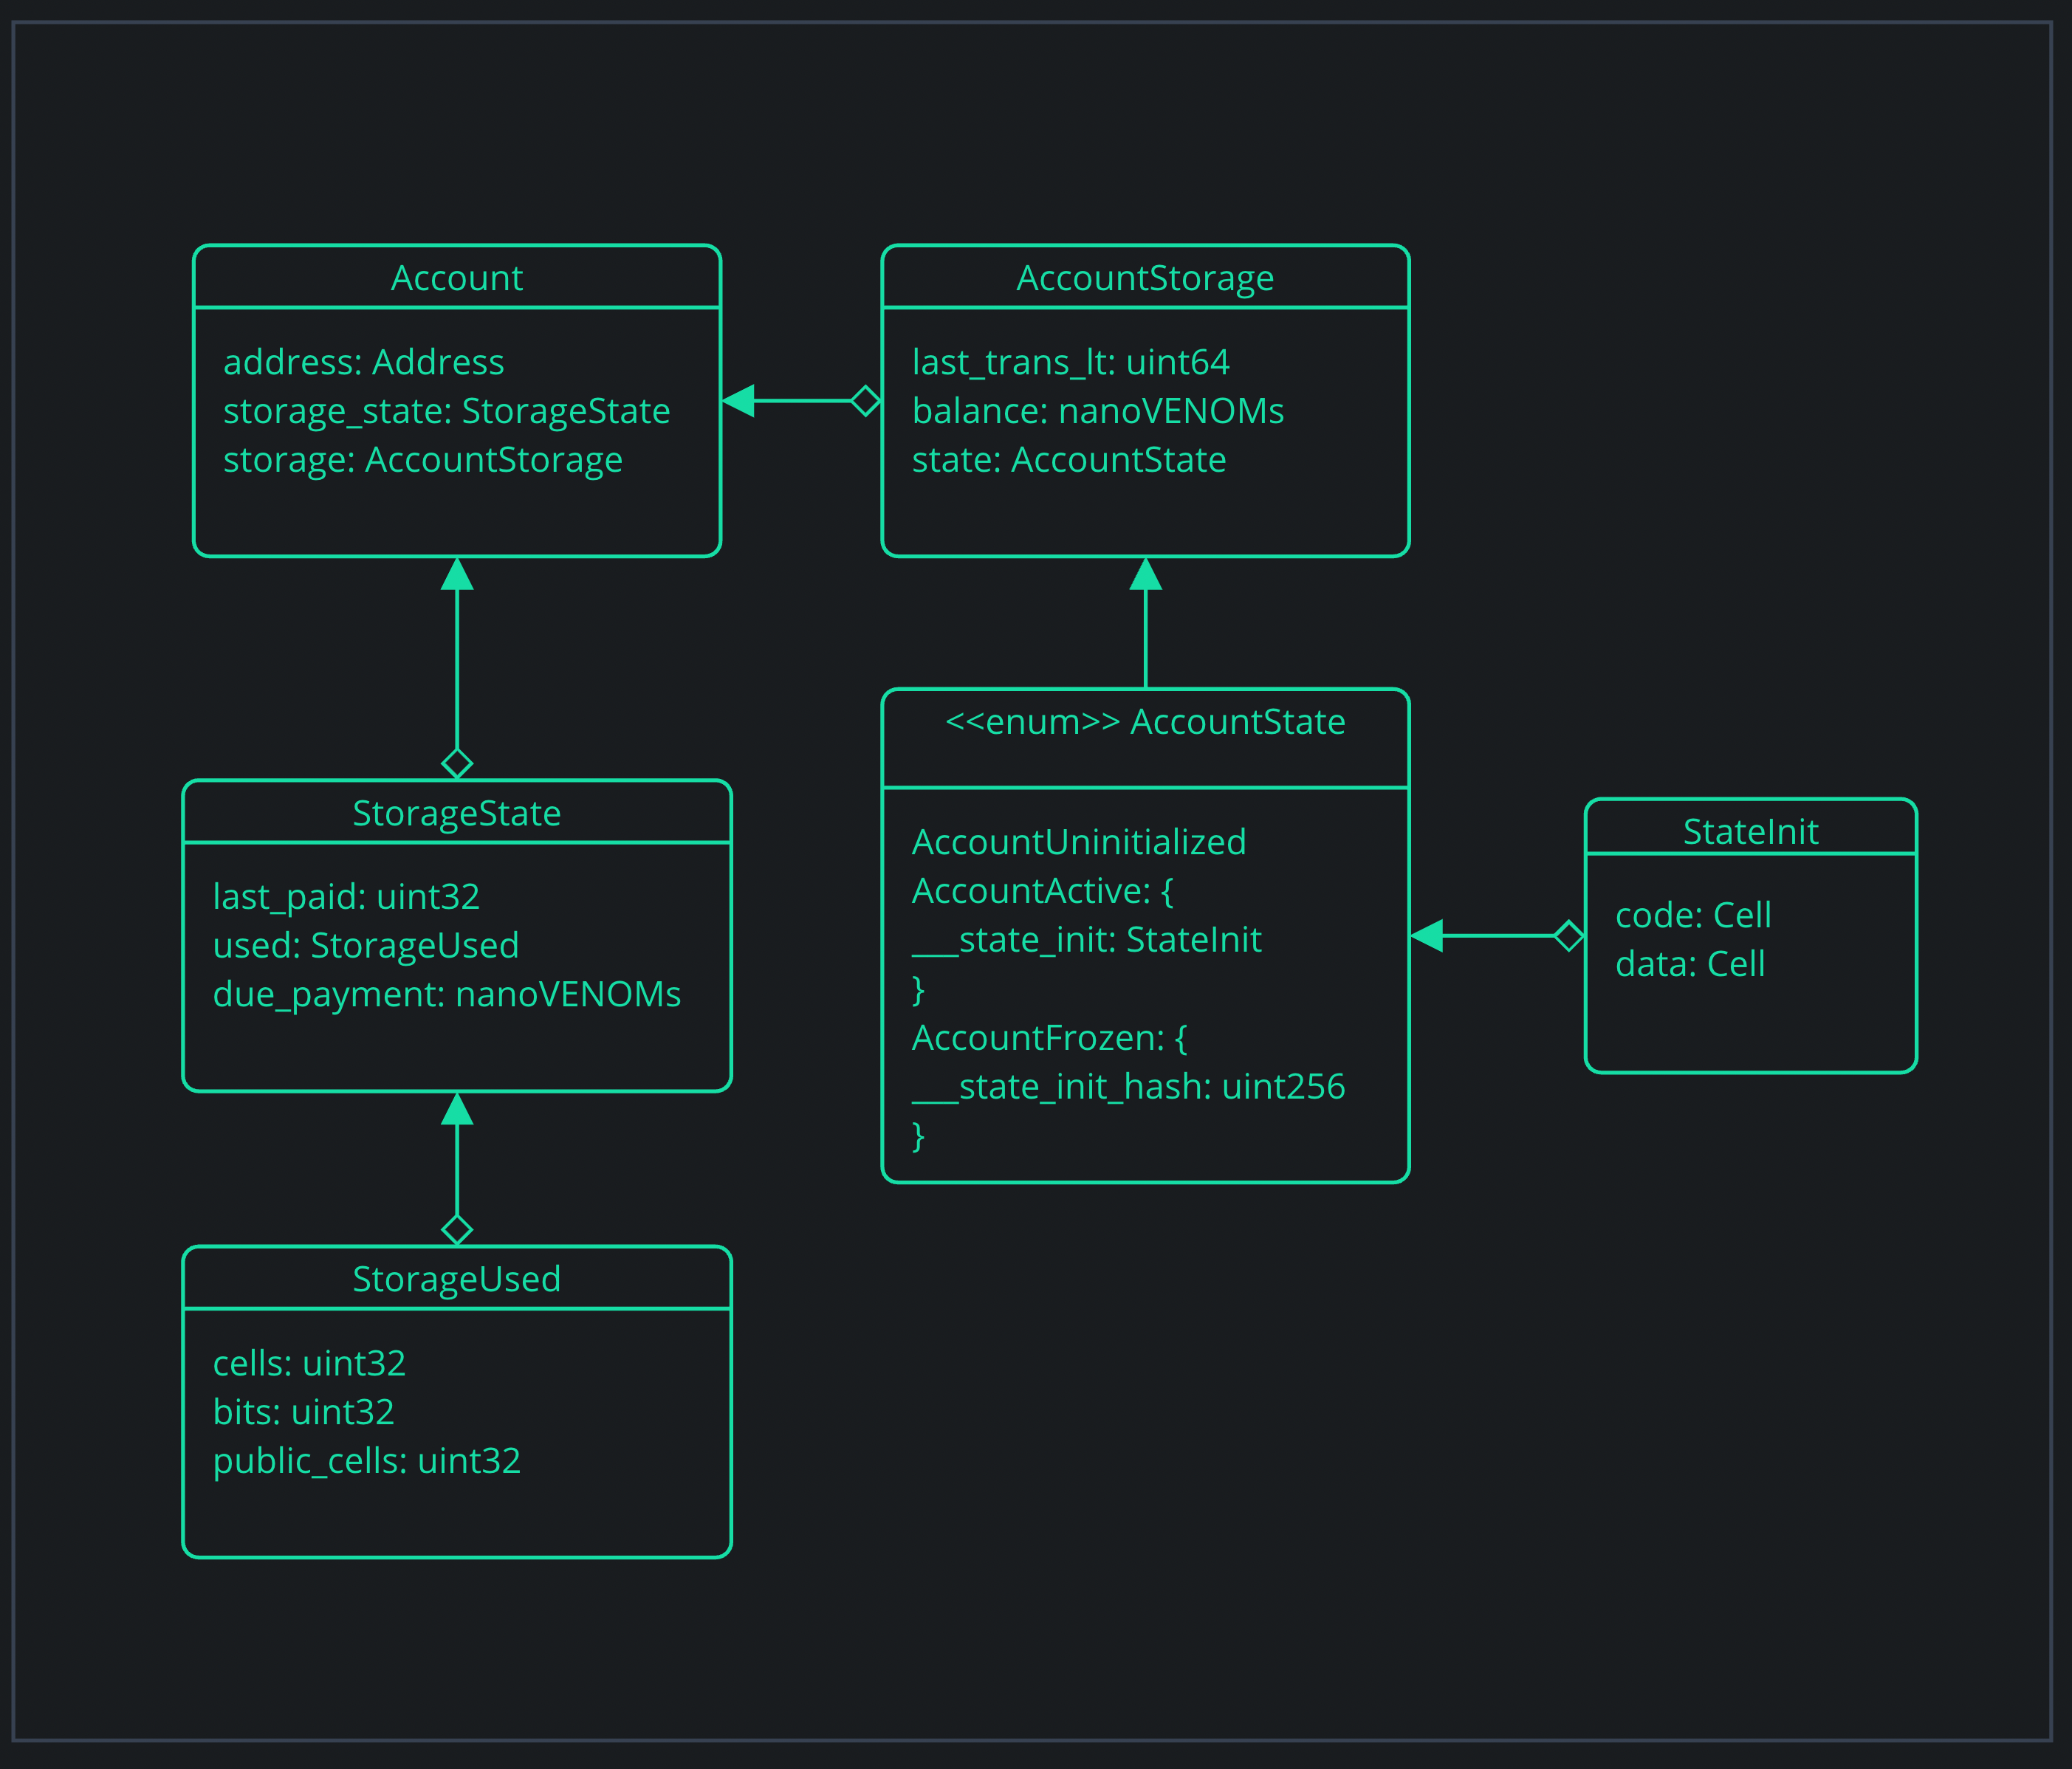 Account
address: Address
storage_state: StorageState
storage: AccountStorage
AccountStorage
last_trans_lt: uint64
balance: nanoVENOMs
state: AccountState
StorageState
last_paid: uint32
used: StorageUsed
due_payment: nanoVENOMs
<<enum>> AccountState
AccountUninitialized
AccountActive: {
___state_init: StateInit
}
AccountFrozen: {
___state_init_hash: uint256
}
StateInit
code: Cell
data: Cell
StorageUsed
cells: uint32
bits: uint32
public_cells: uint32